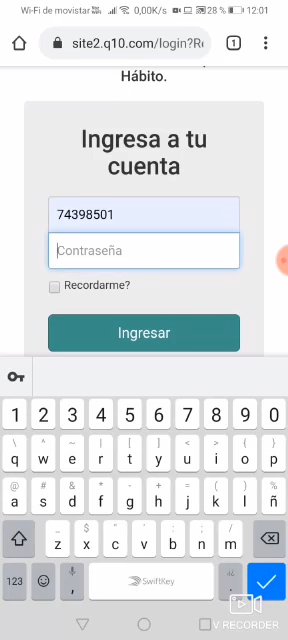 Wi-Fi de movistar 0,00K/s 28 % 12:01
site2.q10.com/login?Re 1
Hábito.
Ingresa a tu
cuenta
74398501
Contraseña
Recordarme?
Ingresar
1 2 3 4 5 6 7 8 9 0
\ ^ ~ | [ ] < > { }
q w e r t y u i o p
@ # & * - + = ( )
a s d f g h j k l ñ
_ $ " ' : ; /
z x c v b n m
123 , SwiftKey .
V RECORDER